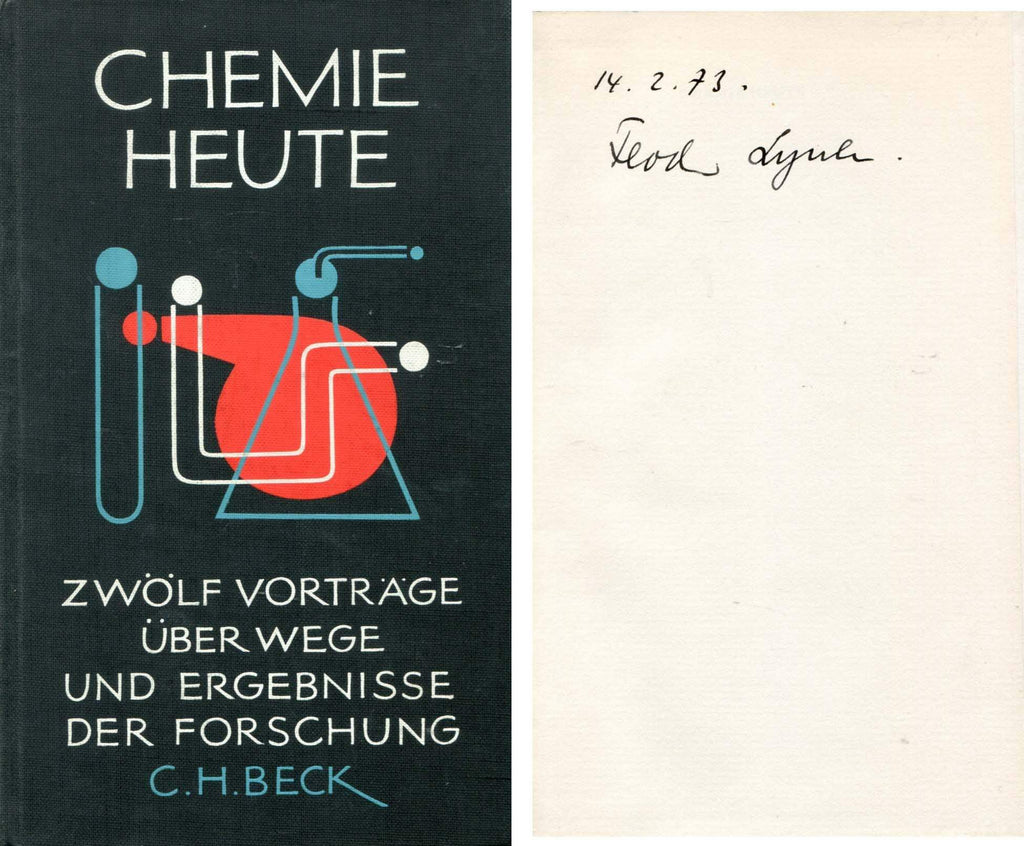 CHEMIE
HEUTE
ZWÖLF VORTRÄGE
ÜBER WEGE
UND ERGEBNISSE
DER FORSCHUNG
C.H.BECK
14. 2. 73.
Feod Lynen.